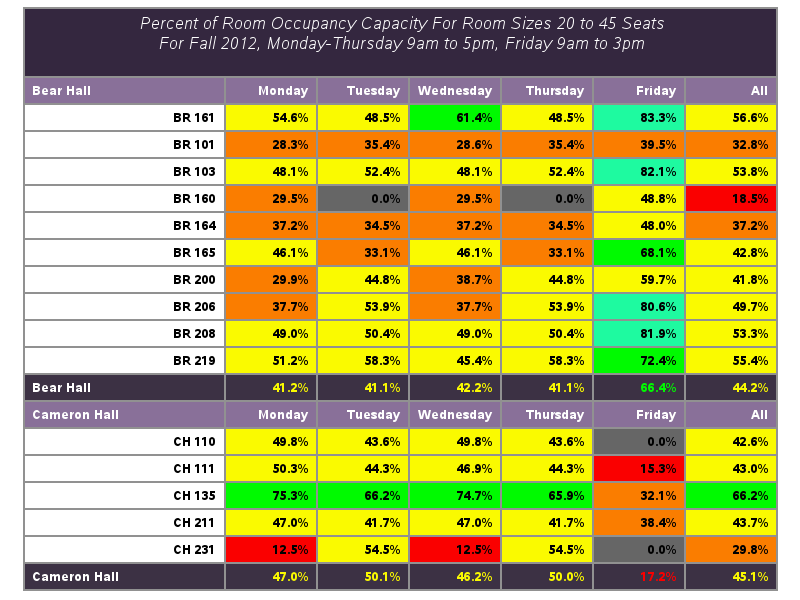 Percent of Room Occupancy Capacity For Room Sizes 20 to 45 Seats
For Fall 2012, Monday-Thursday 9am to 5pm, Friday 9am to 3pm
Bear Hall Monday Tuesday Wednesday Thursday Friday All
BR 161 54.6% 48.5% 61.4% 48.5% 83.3% 56.6%
BR 101 28.3% 35.4% 28.6% 35.4% 39.5% 32.8%
BR 103 48.1% 52.4% 48.1% 52.4% 82.1% 53.8%
BR 160 29.5% 0.0% 29.5% 0.0% 48.8% 18.5%
BR 164 37.2% 34.5% 37.2% 34.5% 48.0% 37.2%
BR 165 46.1% 33.1% 46.1% 33.1% 68.1% 42.8%
BR 200 29.9% 44.8% 38.7% 44.8% 59.7% 41.8%
BR 206 37.7% 53.9% 37.7% 53.9% 80.6% 49.7%
BR 208 49.0% 50.4% 49.0% 50.4% 81.9% 53.3%
BR 219 51.2% 58.3% 45.4% 58.3% 72.4% 55.4%
Bear Hall 41.2% 41.1% 42.2% 41.1% 66.4% 44.2%
Cameron Hall Monday Tuesday Wednesday Thursday Friday All
CH 110 49.8% 43.6% 49.8% 43.6% 0.0% 42.6%
CH 111 50.3% 44.3% 46.9% 44.3% 15.3% 43.0%
CH 135 75.3% 66.2% 74.7% 65.9% 32.1% 66.2%
CH 211 47.0% 41.7% 47.0% 41.7% 38.4% 43.7%
CH 231 12.5% 54.5% 12.5% 54.5% 0.0% 29.8%
Cameron Hall 47.0% 50.1% 46.2% 50.0% 17.2% 45.1%